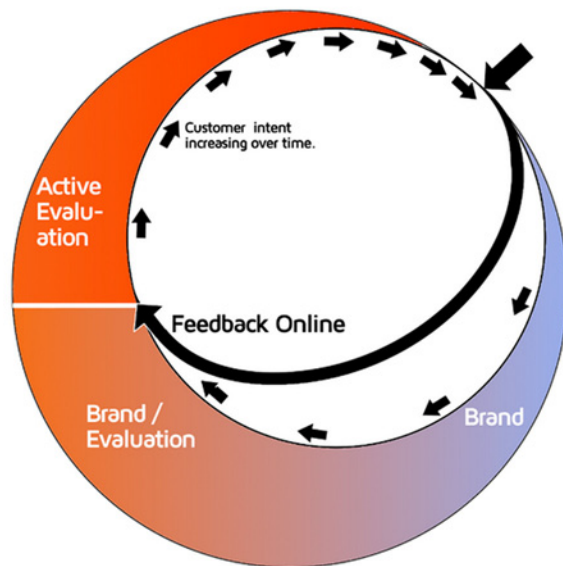 Customer intent
increasing over time.
Active
Evalu-
ation
Feedback Online
Brand /
Evaluation
Brand